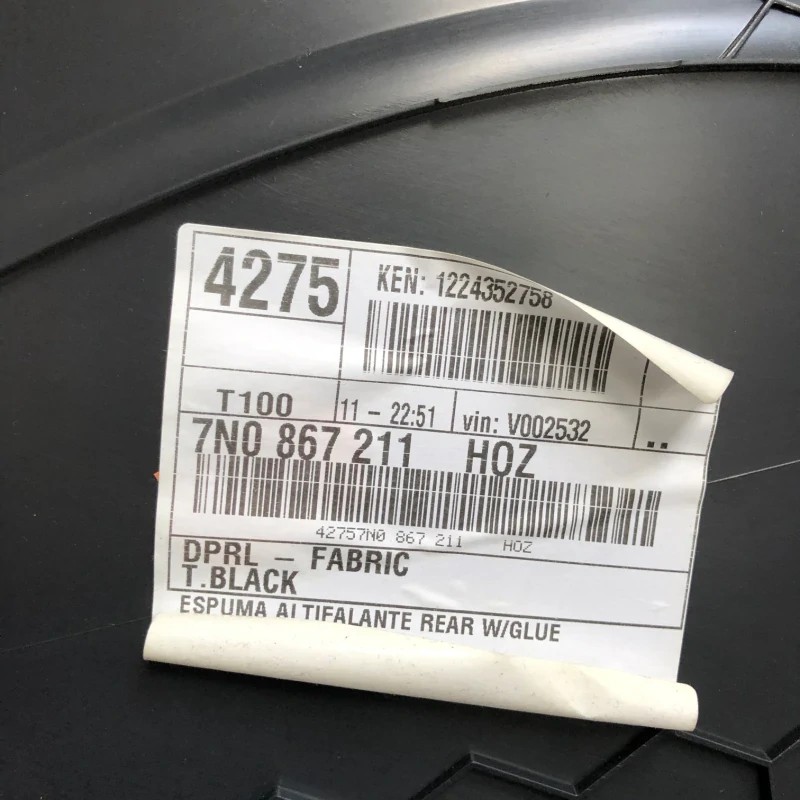 4275
KEN: 1224352758
T100
11 - 22:51
vin: V002532
..
7N0 867 211 HOZ
42757N0 867 211 HOZ
DPRL - FABRIC
T.BLACK
ESPUMA ALTIFALANTE REAR W/GLUE